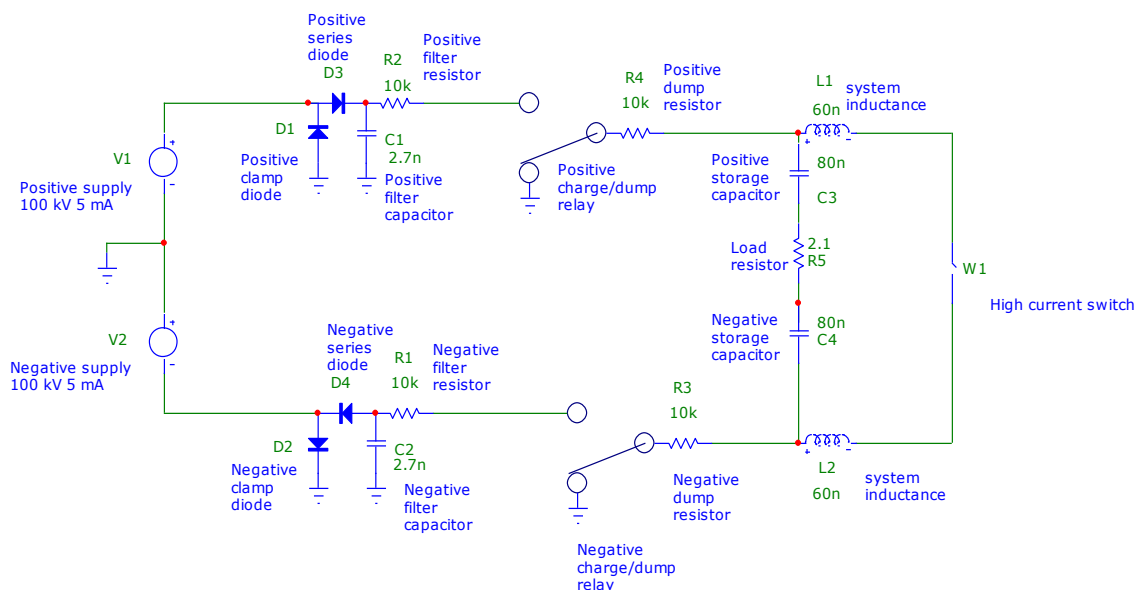 Positive
series
diode
D3
Positive
filter
resistor
R2
10k
D1
Positive
clamp
diode
C1
2.7n
Positive
filter
capacitor
V1
+
-
Positive supply
100 kV 5 mA
Positive
charge/dump
relay
R4
10k
Positive
dump
resistor
L1
60n
+
-
system
inductance
Positive
storage
capacitor
80n
C3
Load
resistor
2.1
R5
W1
High current switch
V2
+
-
Negative supply
100 kV 5 mA
Negative
series
diode
D4
R1
10k
Negative
filter
resistor
D2
Negative
clamp
diode
C2
2.7n
Negative
filter
capacitor
Negative
storage
capacitor
80n
C4
R3
10k
Negative
dump
resistor
+
-
L2
60n
system
inductance
Negative
charge/dump
relay